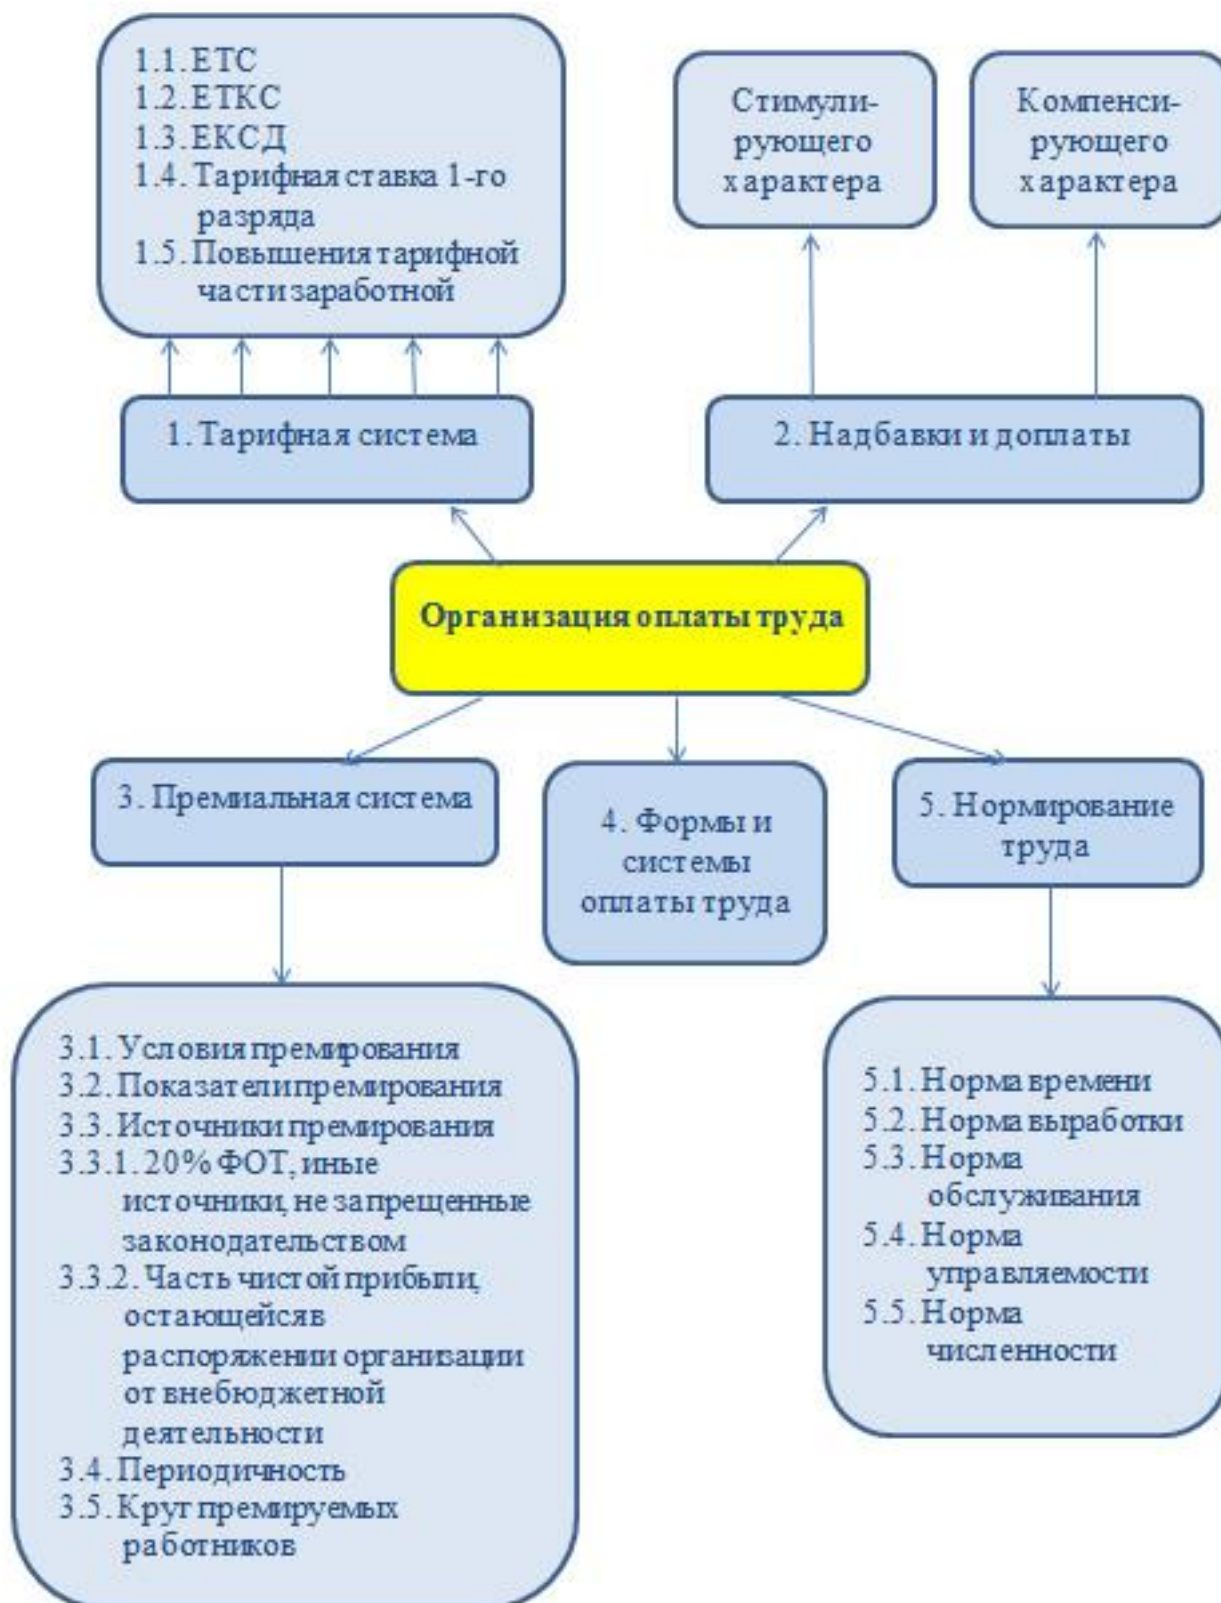 1.1. ЕТС
1.2. ЕТКС
1.3. ЕКСД
1.4. Тарифная ставка 1-го
разряда
1.5. Повышения тарифной
части заработной
Стимули-
рующего
характера
Компенси-
рующего
характера
1. Тарифная система
2. Надбавки и доплаты
Организация оплаты труда
3. Премиальная система
4. Формы и
системы
оплаты труда
5. Нормирование
труда
3.1. Условия премирования
3.2. Показатели премирования
3.3. Источники премирования
3.3.1. 20% ФОТ, иные
источники, не запрещенные
законодательством
3.3.2. Часть чистой прибыли,
остающейся в
распоряжении организации
от внебюджетной
деятельности
3.4. Периодичность
3.5. Круг премируемых
работников
5.1. Норма времени
5.2. Норма выработки
5.3. Норма
обслуживания
5.4. Норма
управляемости
5.5. Норма
численности